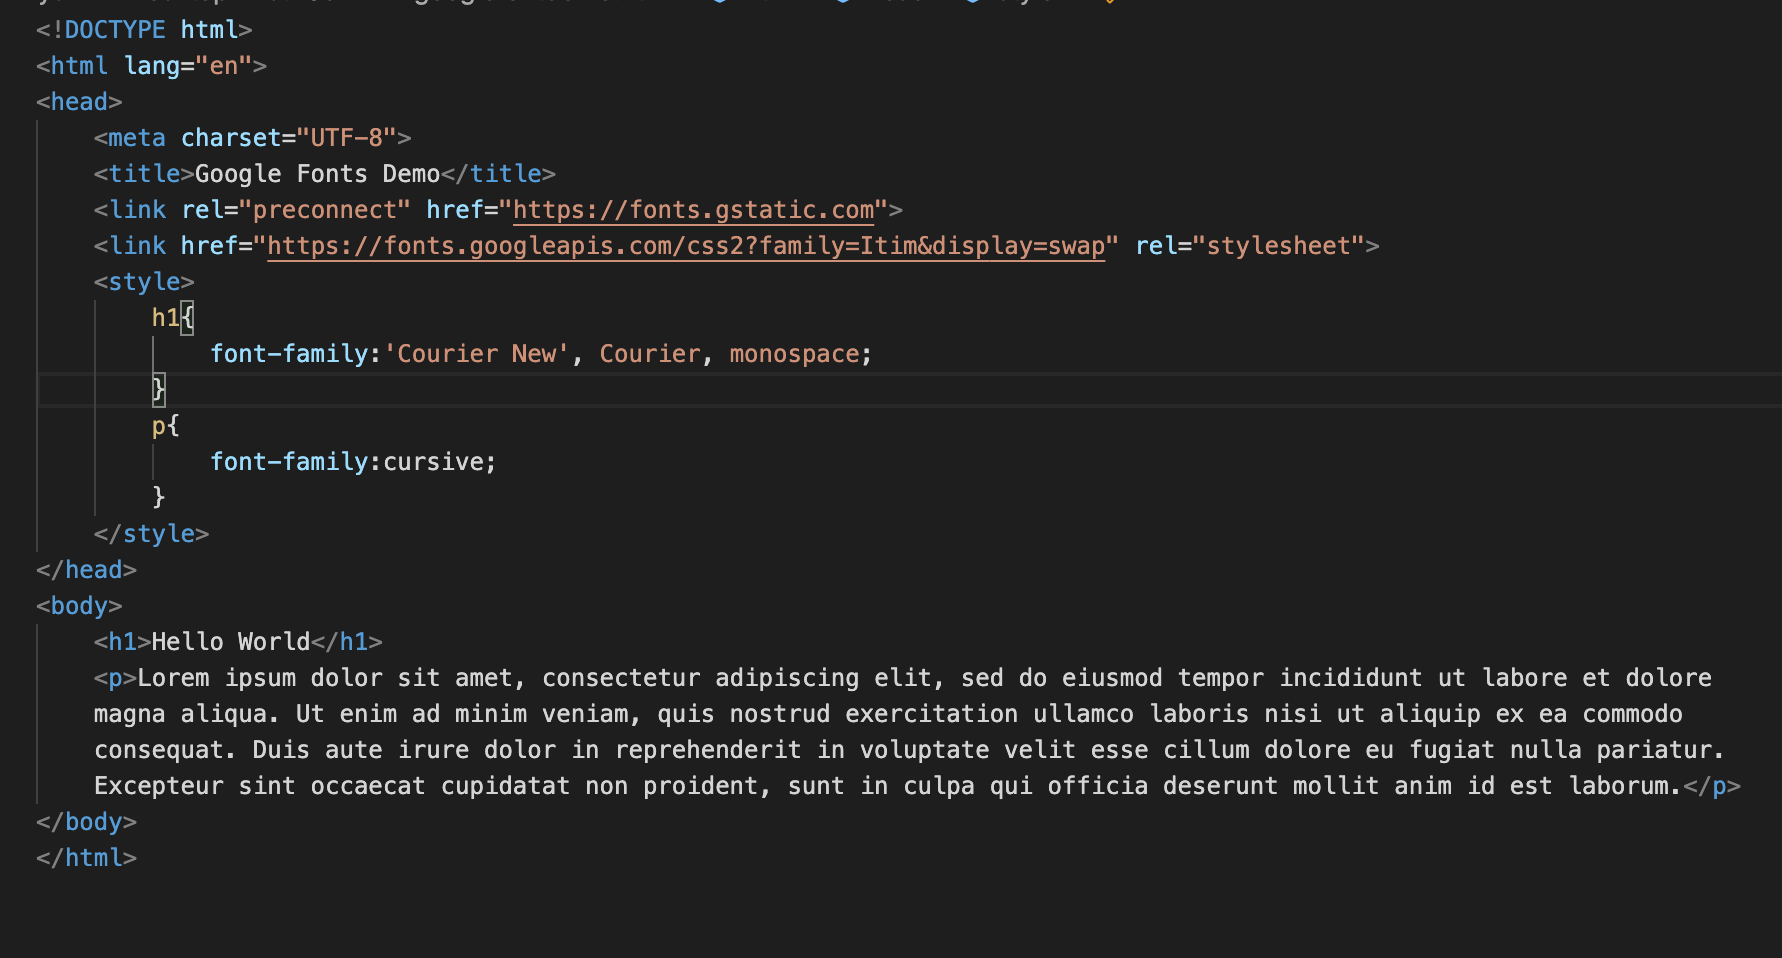 <!DOCTYPE html>
<html lang="en">
<head>
    <meta charset="UTF-8">
    <title>Google Fonts Demo</title>
    <link rel="preconnect" href="https://fonts.gstatic.com">
    <link href="https://fonts.googleapis.com/css2?family=Itim&display=swap" rel="stylesheet">
    <style>
        h1{
            font-family:'Courier New', Courier, monospace;
        }
        p{
            font-family:cursive;
        }
    </style>
</head>
<body>
    <h1>Hello World</h1>
    <p>Lorem ipsum dolor sit amet, consectetur adipiscing elit, sed do eiusmod tempor incididunt ut labore et dolore
    magna aliqua. Ut enim ad minim veniam, quis nostrud exercitation ullamco laboris nisi ut aliquip ex ea commodo
    consequat. Duis aute irure dolor in reprehenderit in voluptate velit esse cillum dolore eu fugiat nulla pariatur.
    Excepteur sint occaecat cupidatat non proident, sunt in culpa qui officia deserunt mollit anim id est laborum.</p>
</body>
</html>